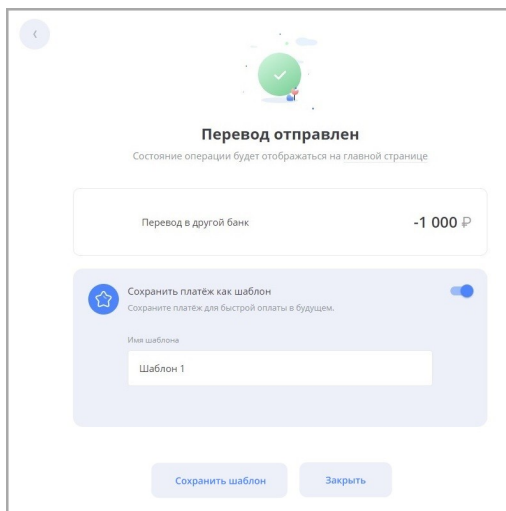 Перевод отправлен
Состояние операции будет отображаться на главной странице
Перевод в другой банк
-1 000 ₽
Сохранить платёж как шаблон
Сохраните платёж для быстрой оплаты в будущем.
Имя шаблона
Шаблон 1
Сохранить шаблон
Закрыть